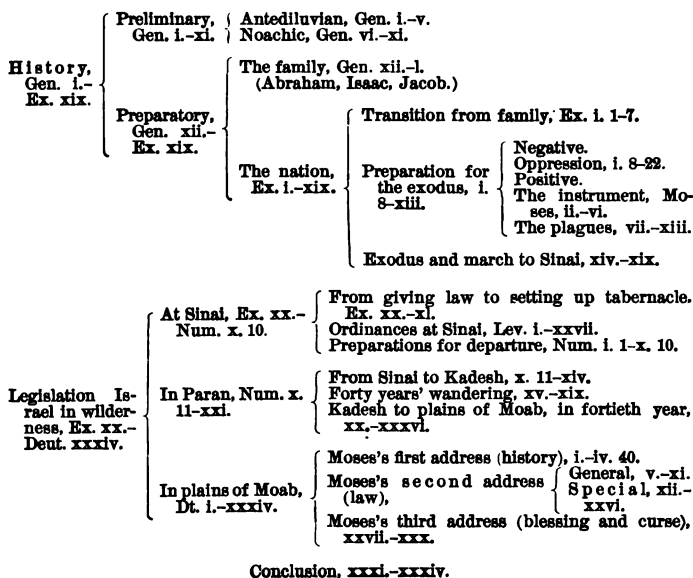 History,
Gen. i.-
Ex. xix.
Preliminary,
Gen. i.-xi.
Antediluvian, Gen. i.-v.
Noachic, Gen. vi.-xi.
Preparatory,
Gen. xii.-
Ex. xix.
The family, Gen. xii.-l.
(Abraham, Isaac, Jacob.)
The nation,
Ex. i.-xix.
Transition from family, Ex. i. 1-7.
Preparation for
the exodus, i.
8-xiii.
Negative.
Oppression, i. 8-22.
Positive.
The instrument, Mo-
ses, ii.-vi.
The plagues, vii.-xiii.
Exodus and march to Sinai, xiv.-xix.
Legislation Is-
rael in wilder-
ness, Ex. xx.-
Deut. xxxiv.
At Sinai, Ex. xx.-
Num. x. 10.
From giving law to setting up tabernacle.
Ex. xx.-xl.
Ordinances at Sinai, Lev. i.-xxvii.
Preparations for departure, Num. i. 1-x. 10.
In Paran, Num. x.
11-xxi.
From Sinai to Kadesh, x. 11-xiv.
Forty years' wandering, xv.-xix.
Kadesh to plains of Moab, in fortieth year,
xx.-xxxvi.
In plains of Moab,
Dt. i.-xxxiv.
Moses's first address (history), i.-iv. 40.
Moses's second address
(law),
General, v.-xi.
Special, xii.-
xxvi.
Moses's third address (blessing and curse),
xxvii.-xxx.
Conclusion, xxxi.-xxxiv.